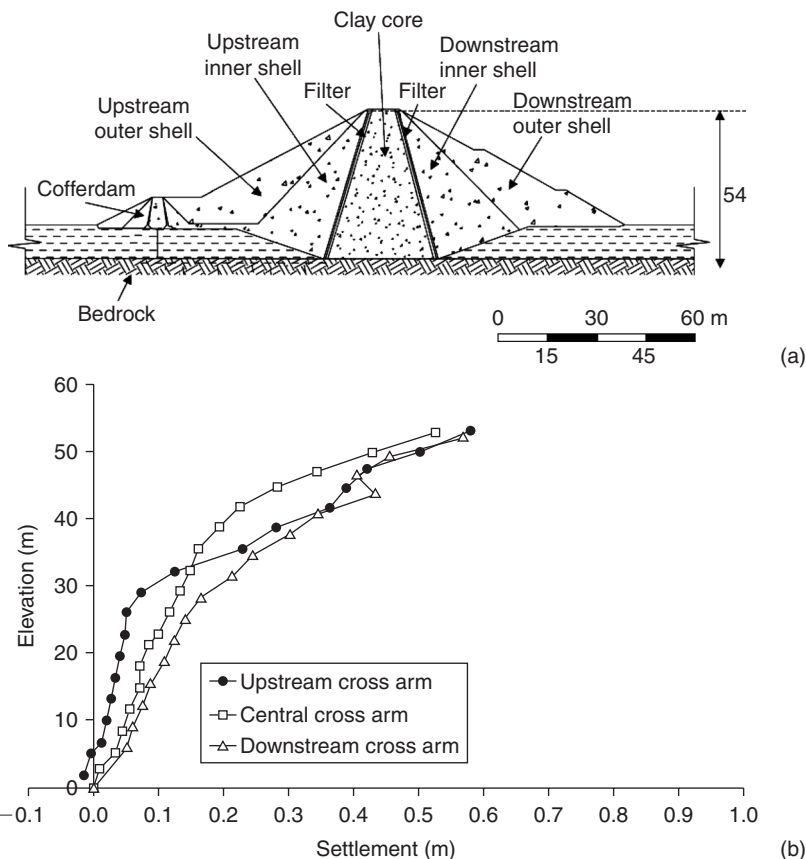 Clay core
Upstream
inner shell
Downstream
inner shell
Filter
Filter
Upstream
outer shell
Downstream
outer shell
Cofferdam
54
Bedrock
0 30 60 m
15 45
(a)
60
50
40
30
20
10
0
Elevation (m)
Upstream cross arm
Central cross arm
Downstream cross arm
−0.1 0.0 0.1 0.2 0.3 0.4 0.5 0.6 0.7 0.8 0.9 1.0
Settlement (m)
(b)